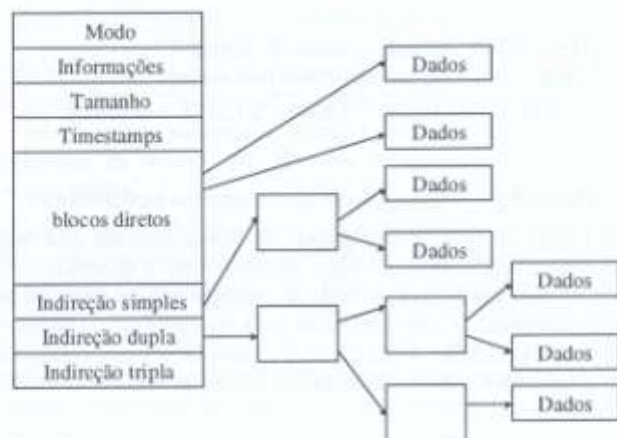 Modo
Informações
Tamanho
Timestamps
blocos diretos
Indireção simples
Indireção dupla
Indireção tripla
Dados
Dados
Dados
Dados
Dados
Dados
Dados